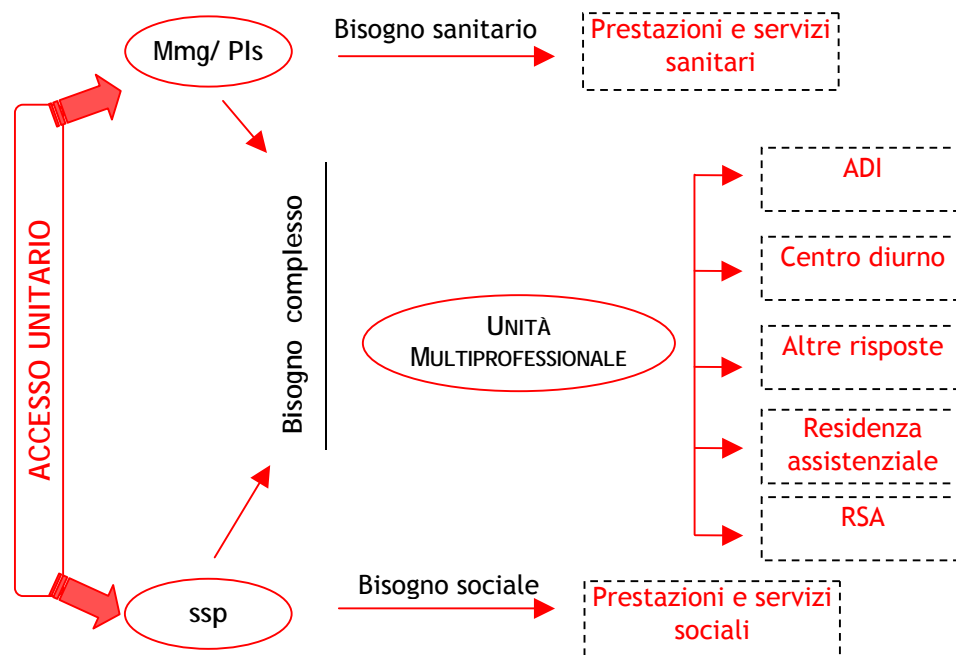 Mmg/ PIs
Bisogno sanitario
Prestazioni e servizi
sanitari
ACCESSO UNITARIO
Bisogno complesso
UNITÀ
MULTIPROFESSIONALE
ADI
Centro diurno
Altre risposte
Residenza
assistenziale
RSA
ssp
Bisogno sociale
Prestazioni e servizi
sociali